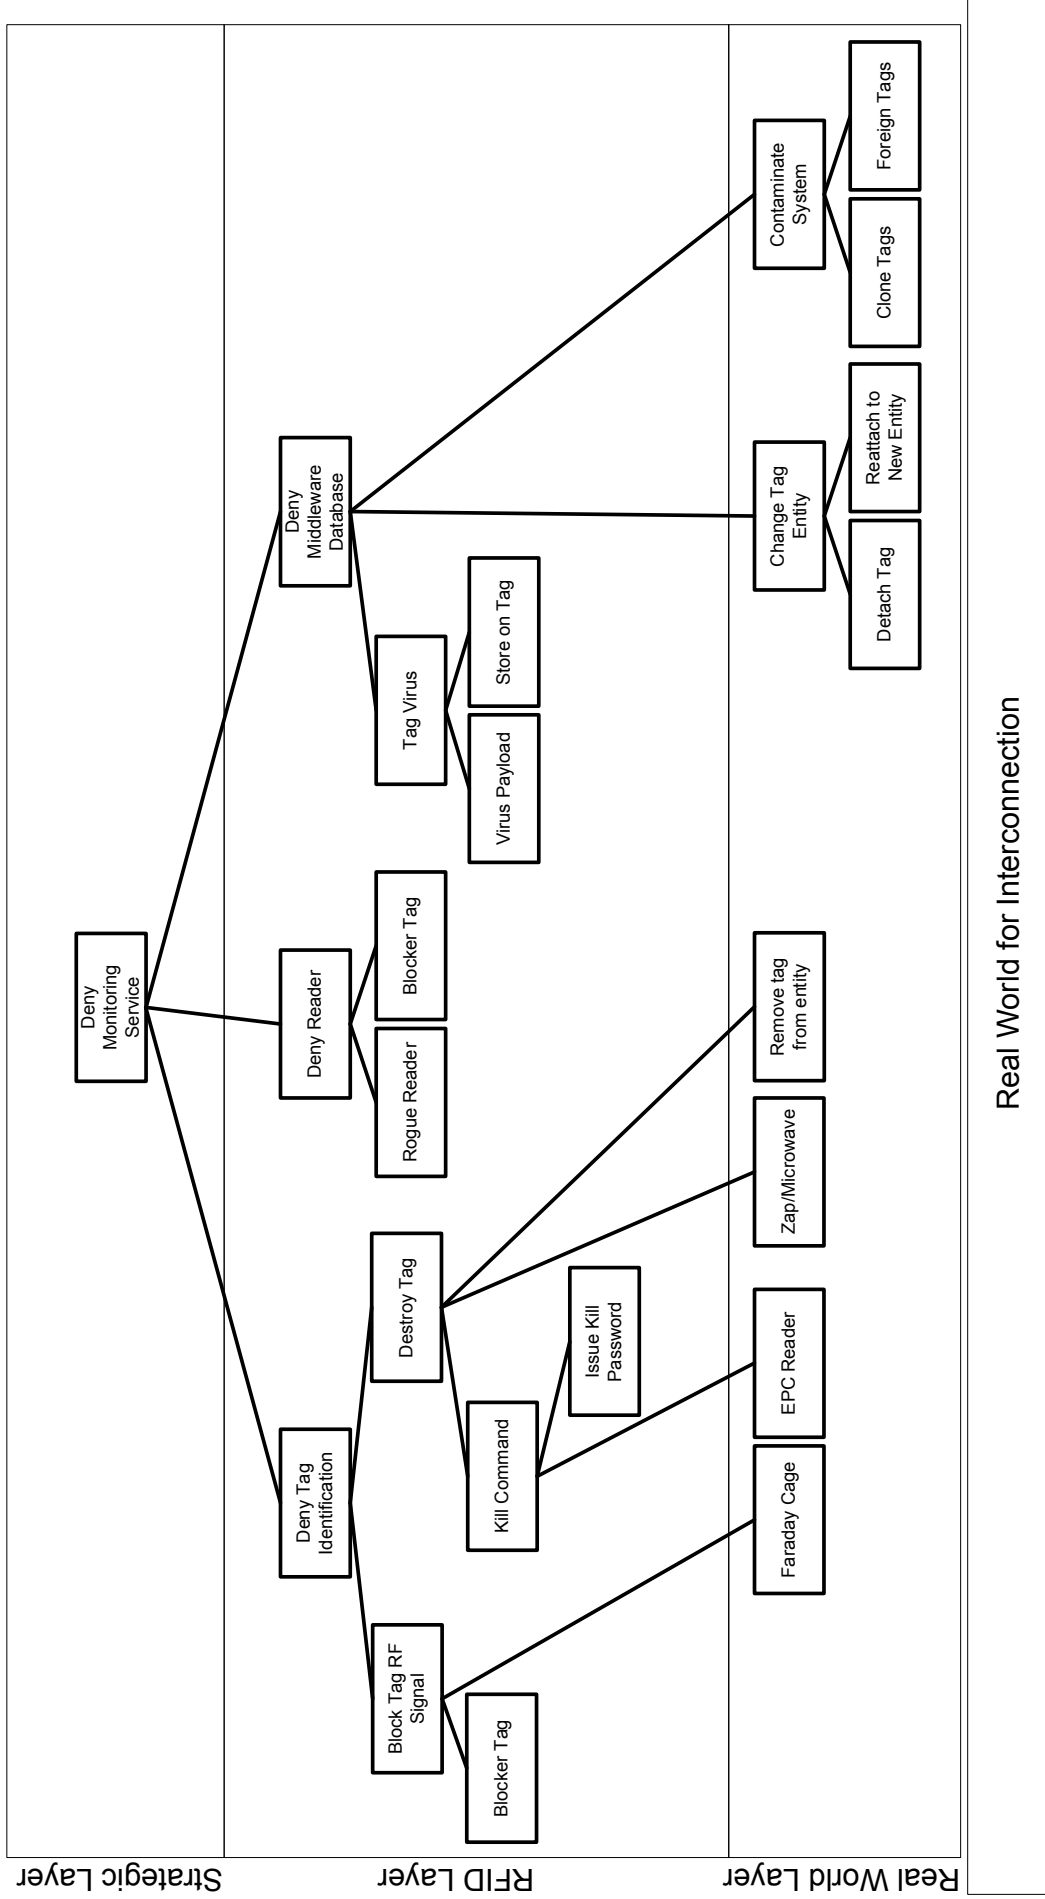 Strategic Layer
Deny
Monitoring
Service
RFID Layer
Deny Tag
Identification
Deny Reader
Deny
Middleware
Database
Block Tag RF
Signal
Destroy Tag
Rogue Reader
Blocker Tag
Tag Virus
Blocker Tag
Kill Command
Virus Payload
Store on Tag
Issue Kill
Password
Real World Layer
Faraday Cage
EPC Reader
Zap/Microwave
Remove tag
from entity
Change Tag
Entity
Contaminate
System
Detach Tag
Reattach to
New Entity
Clone Tags
Foreign Tags
Real World for Interconnection